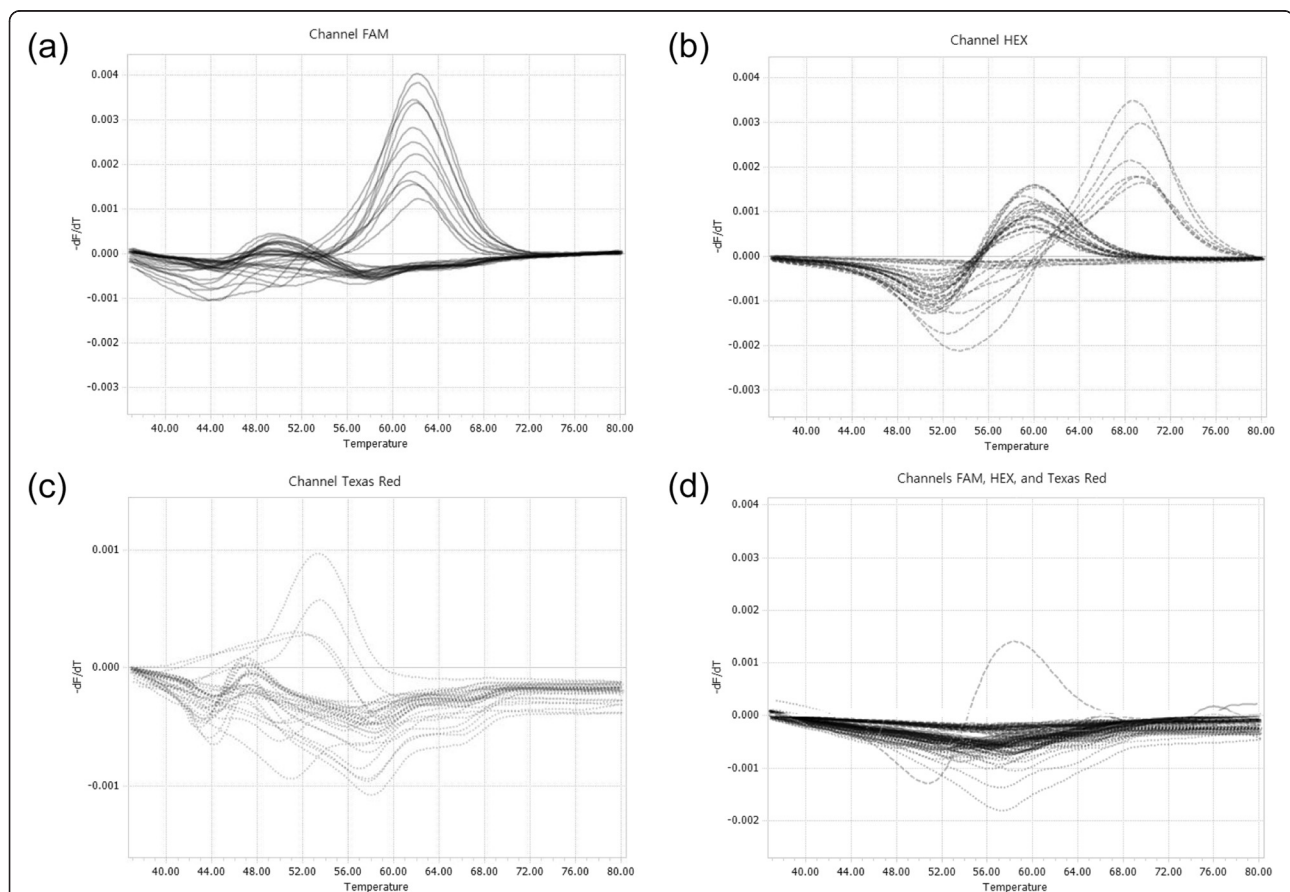 (a)
Channel FAM
-dF/dT
0.004
0.003
0.002
0.001
0.000
-0.001
-0.002
-0.003
40.00 44.00 48.00 52.00 56.00 60.00 64.00 68.00 72.00 76.00 80.00
Temperature
(b)
Channel HEX
-dF/dT
0.004
0.003
0.002
0.001
0.000
-0.001
-0.002
-0.003
40.00 44.00 48.00 52.00 56.00 60.00 64.00 68.00 72.00 76.00 80.00
Temperature
(c)
Channel Texas Red
-dF/dT
0.001
0.000
-0.001
40.00 44.00 48.00 52.00 56.00 60.00 64.00 68.00 72.00 76.00 80.00
Temperature
(d)
Channels FAM, HEX, and Texas Red
-dF/dT
0.004
0.003
0.002
0.001
0.000
-0.001
-0.002
40.00 44.00 48.00 52.00 56.00 60.00 64.00 68.00 72.00 76.00 80.00
Temperature